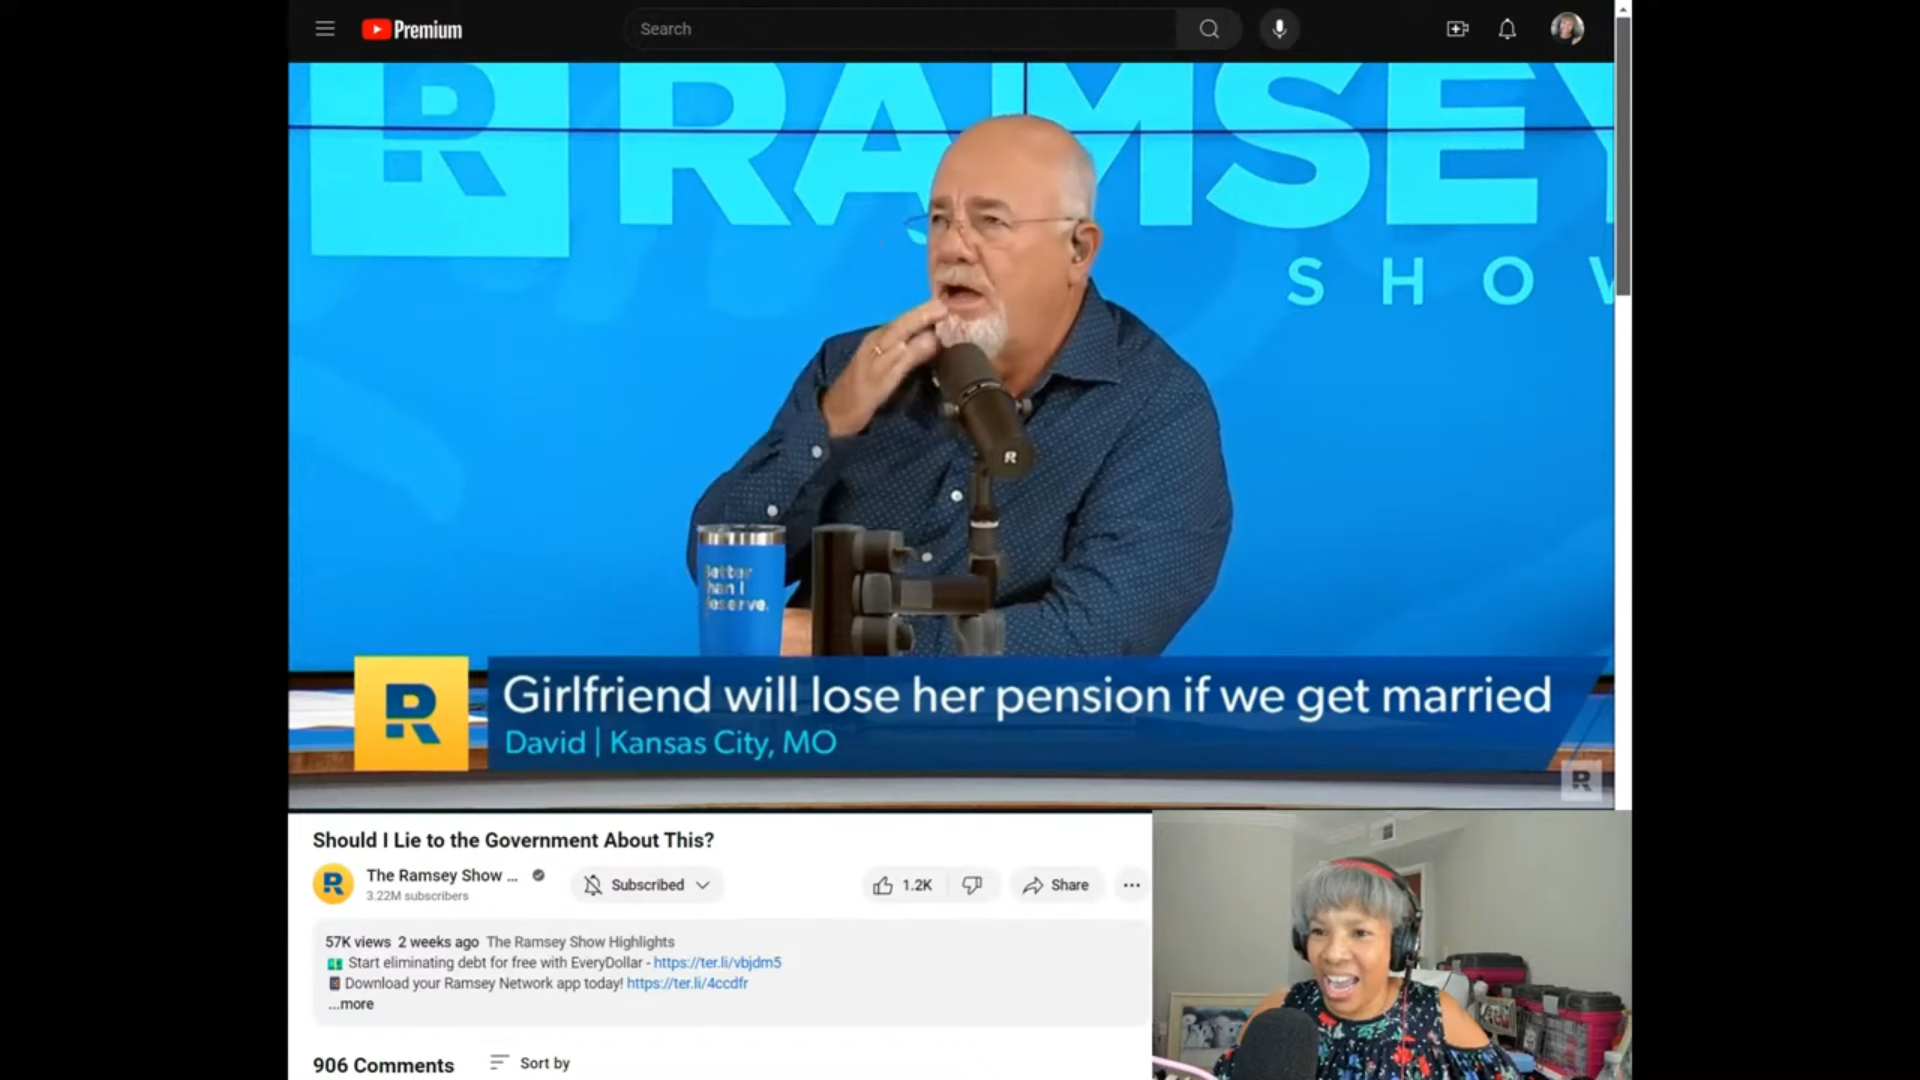 Premium
Search
R RAMSEY
SHOW
R
Better
than I
deserve.
R
Girlfriend will lose her pension if we get married
David | Kansas City, MO
R
Should I Lie to the Government About This?
R
The Ramsey Show ...
3.22M subscribers
Subscribed
1.2K
Share
57K views 2 weeks ago The Ramsey Show Highlights
Start eliminating debt for free with EveryDollar - https://ter.li/vbjdm5
Download your Ramsey Network app today! https://ter.li/4ccdfr
...more
906 Comments
Sort by